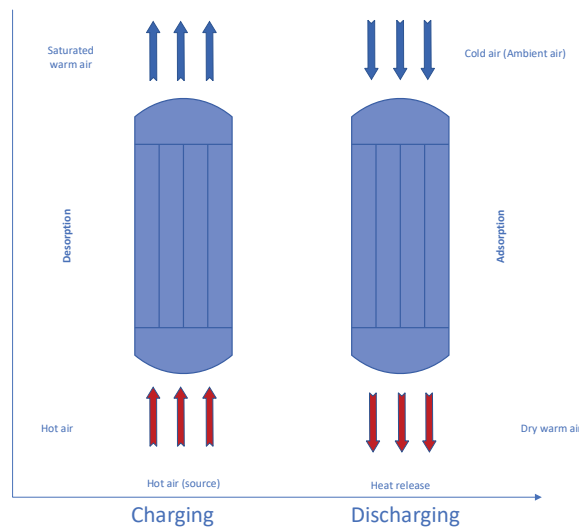 Saturated
warm air
Cold air (Ambient air)
Desorption
Adsorption
Hot air
Dry warm air
Hot air (source)
Heat release
Charging
Discharging